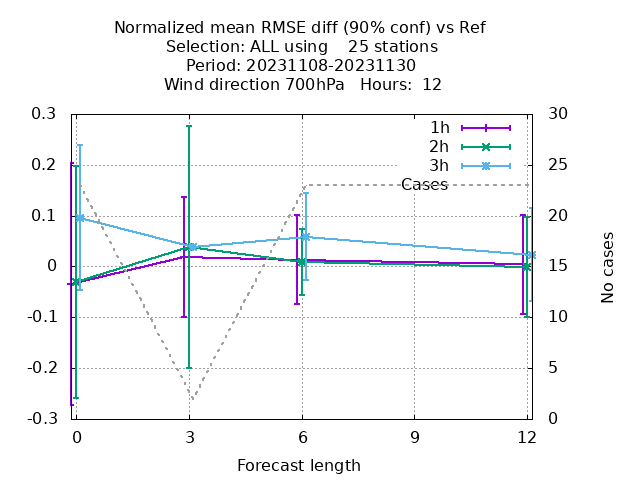 Normalized mean RMSE diff (90% conf) vs Ref
Selection: ALL using    25 stations
Period: 20231108-20231130
Wind direction 700hPa   Hours:  12
0.3
0.2
0.1
0
-0.1
-0.2
-0.3
30
25
20
15
10
5
0
1h
2h
3h
Cases
No cases
0 3 6 9 12
Forecast length